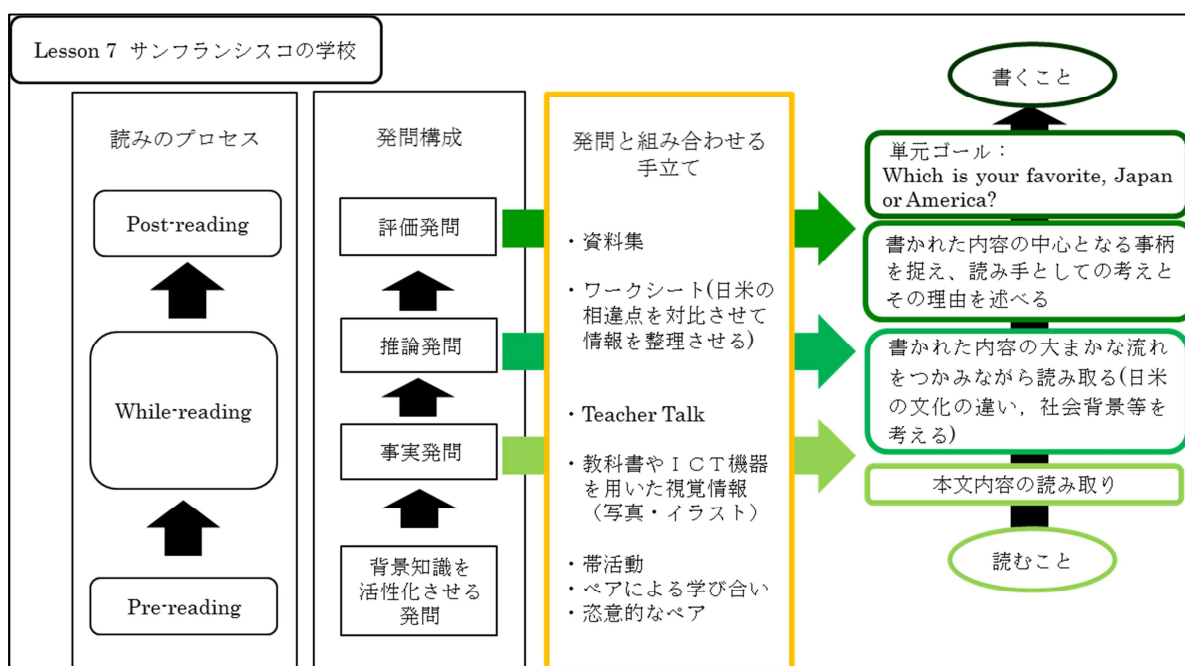 Lesson 7 サンフランシスコの学校
読みのプロセス
Post-reading
While-reading
Pre-reading
発問構成
評価発問
推論発問
事実発問
背景知識を
活性化させる
発問
発問と組み合わせる
手立て
・資料集
・ワークシート(日米の
相違点を対比させて
情報を整理させる)
・Teacher Talk
・教科書やＩＣＴ機器
を用いた視覚情報
（写真・イラスト）
・帯活動
・ペアによる学び合い
・恣意的なペア
書くこと
単元ゴール：
Which is your favorite, Japan
or America?
書かれた内容の中心となる事柄
を捉え、読み手としての考えと
その理由を述べる
書かれた内容の大まかな流れ
をつかみながら読み取る(日米
の文化の違い，社会背景等を
考える)
本文内容の読み取り
読むこと